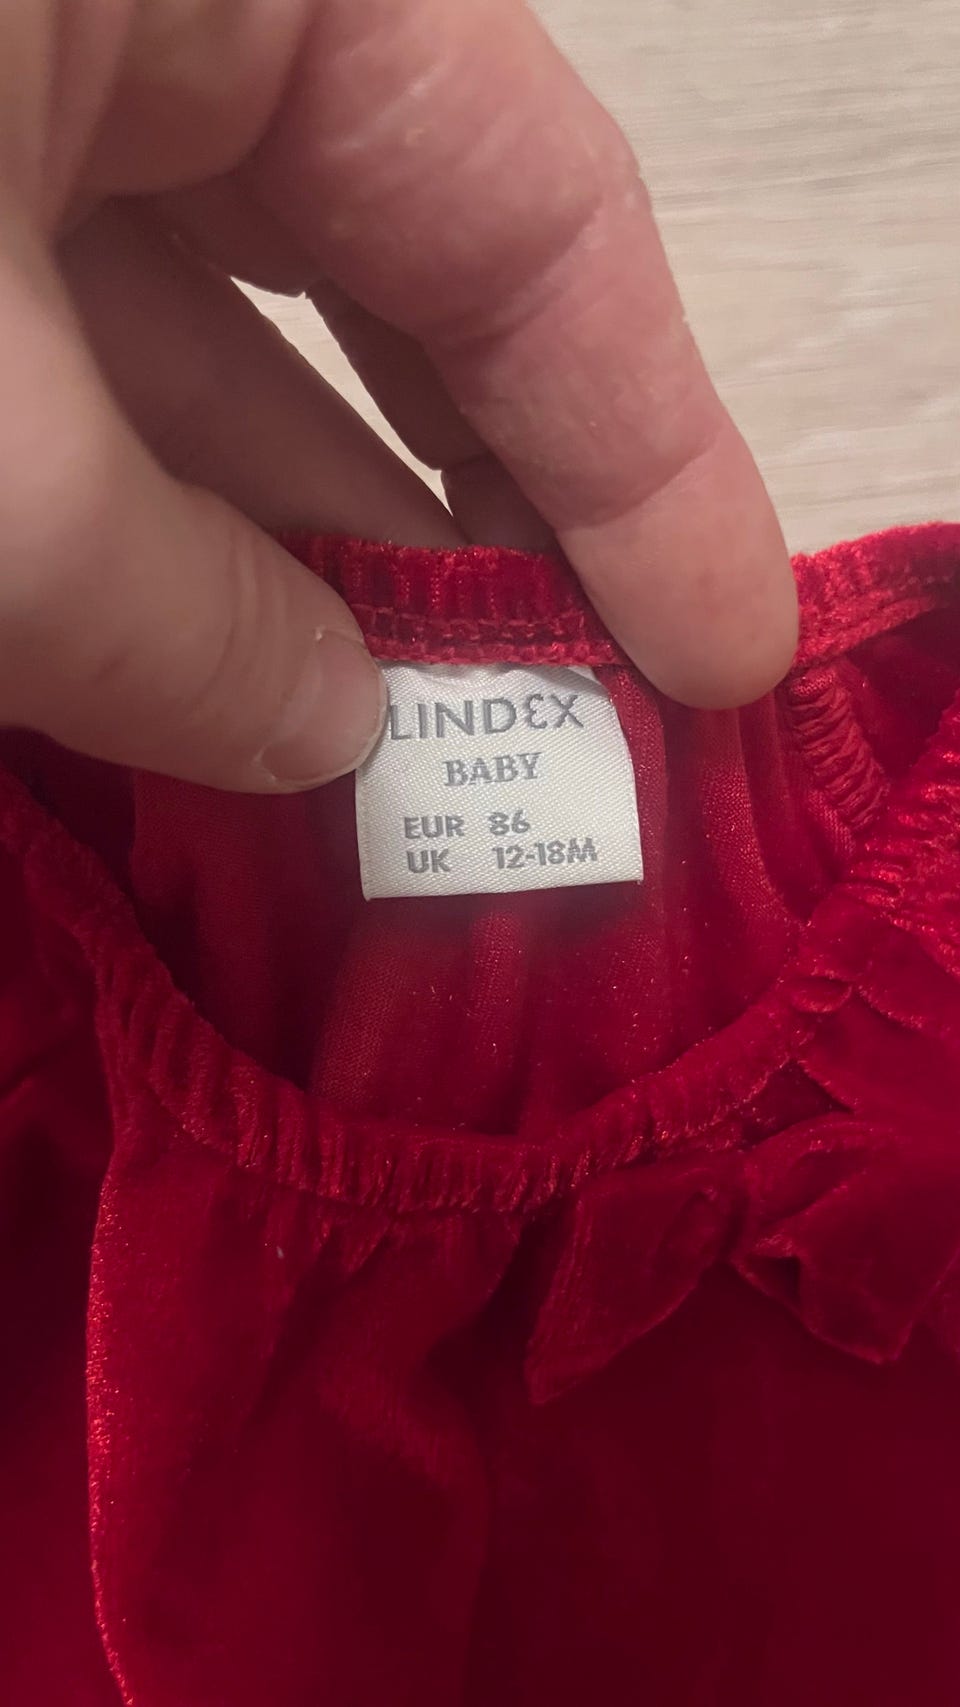 LINDEX
BABY
EUR 86
UK 12-18M